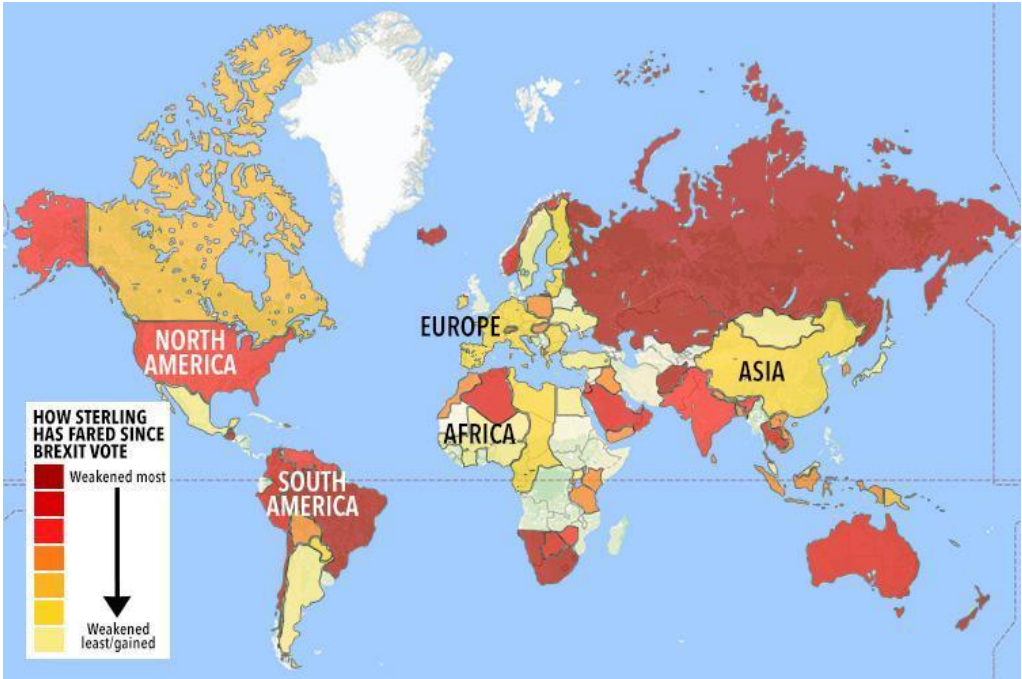 NORTH
AMERICA
EUROPE
ASIA
AFRICA
SOUTH
AMERICA
HOW STERLING
HAS FARED SINCE
BREXIT VOTE
Weakened most
Weakened
least/gained